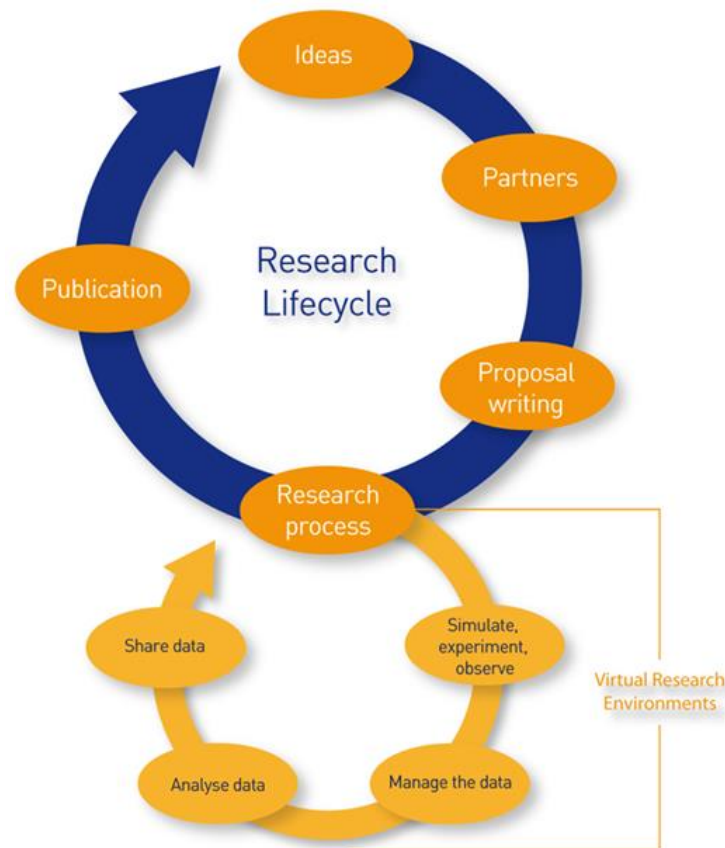 Ideas
Partners
Research
Lifecycle
Publication
Proposal
writing
Research
process
Simulate,
experiment,
observe
Share data
Virtual Research
Environments
Manage the data
Analyse data